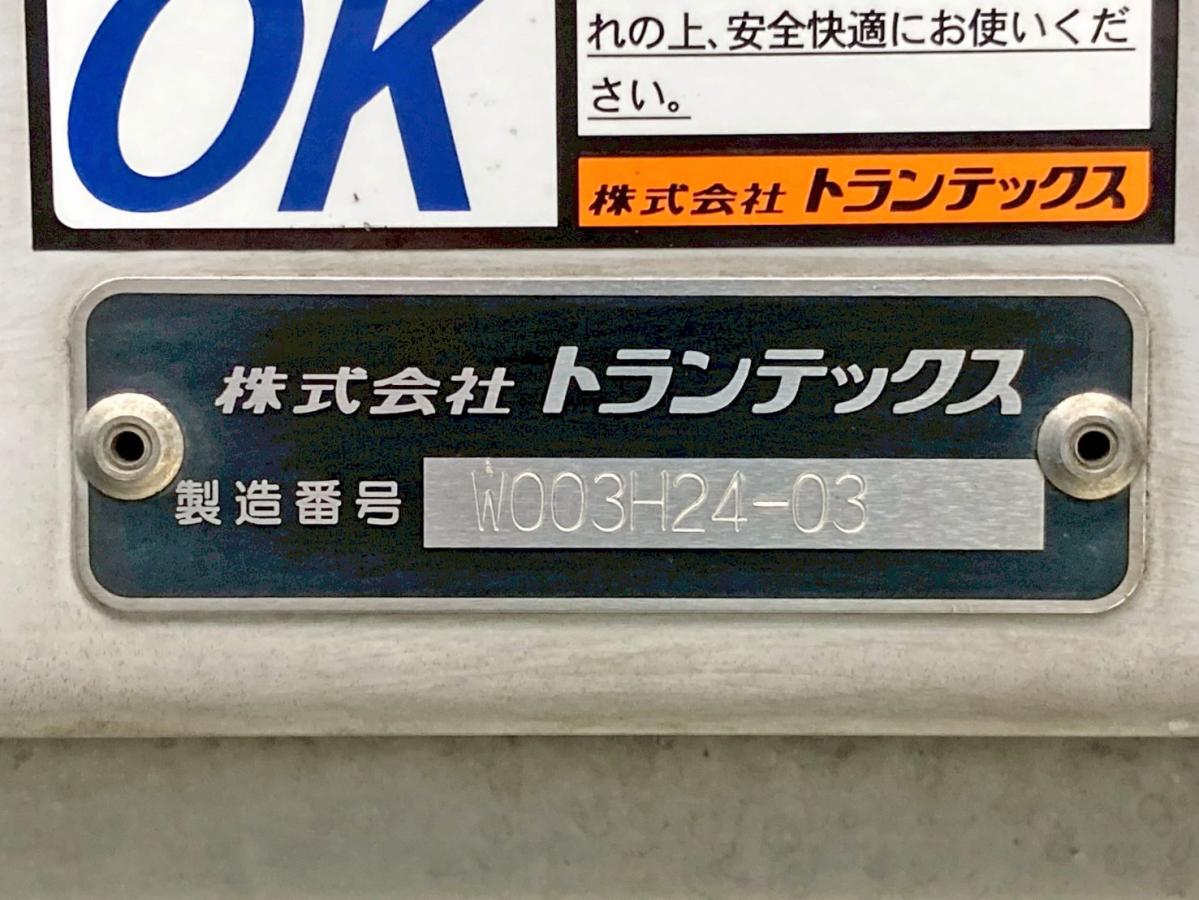 OK
れの上、安全快適にお使いくだ
さい。
株式会社 トランテックス
株式会社 トランテックス
製造番号 W003H24-03